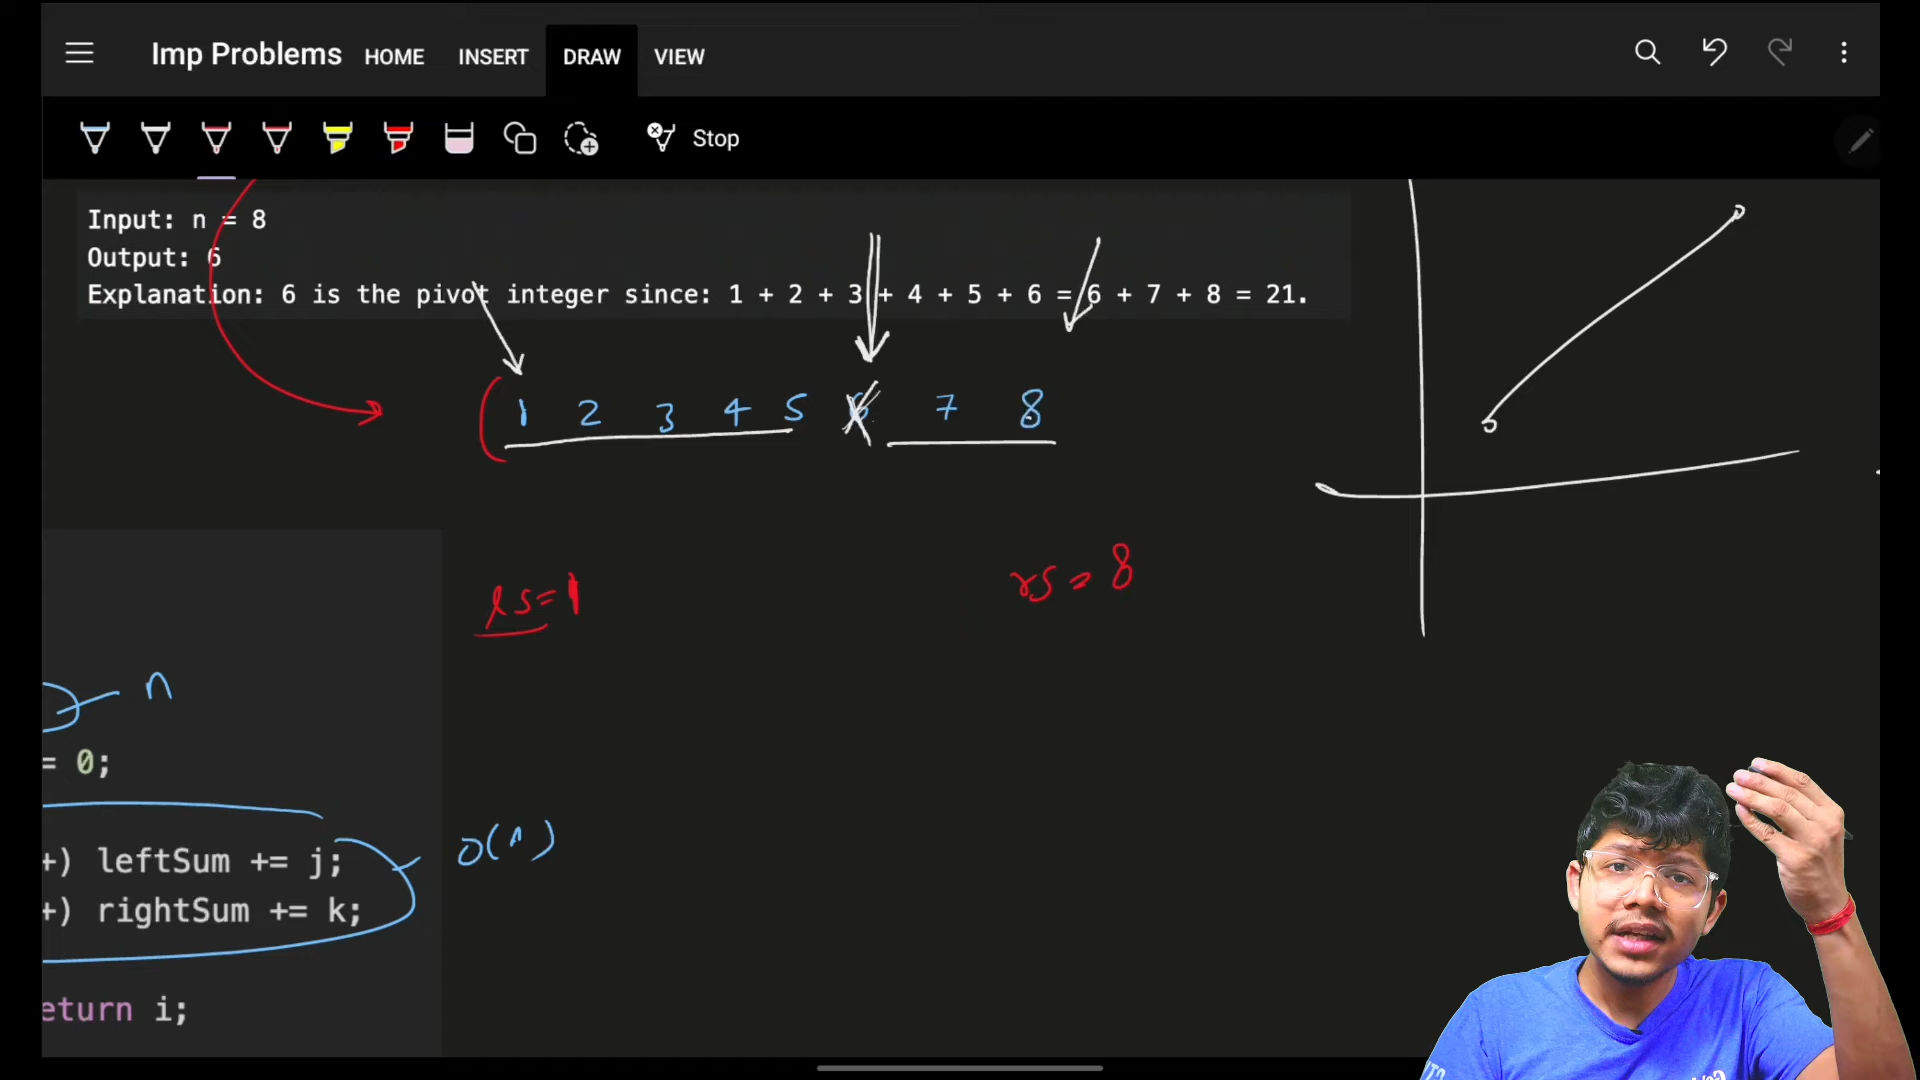 Imp Problems HOME INSERT DRAW VIEW
Stop
Input: n = 8
Output: 6
Explanation: 6 is the pivot integer since: 1 + 2 + 3 + 4 + 5 + 6 = 6 + 7 + 8 = 21.
1 2 3 4 5 6 7 8
ls=1
rs = 8
n
= 0;
+) leftSum += j;
O(n)
+) rightSum += k;
eturn i;